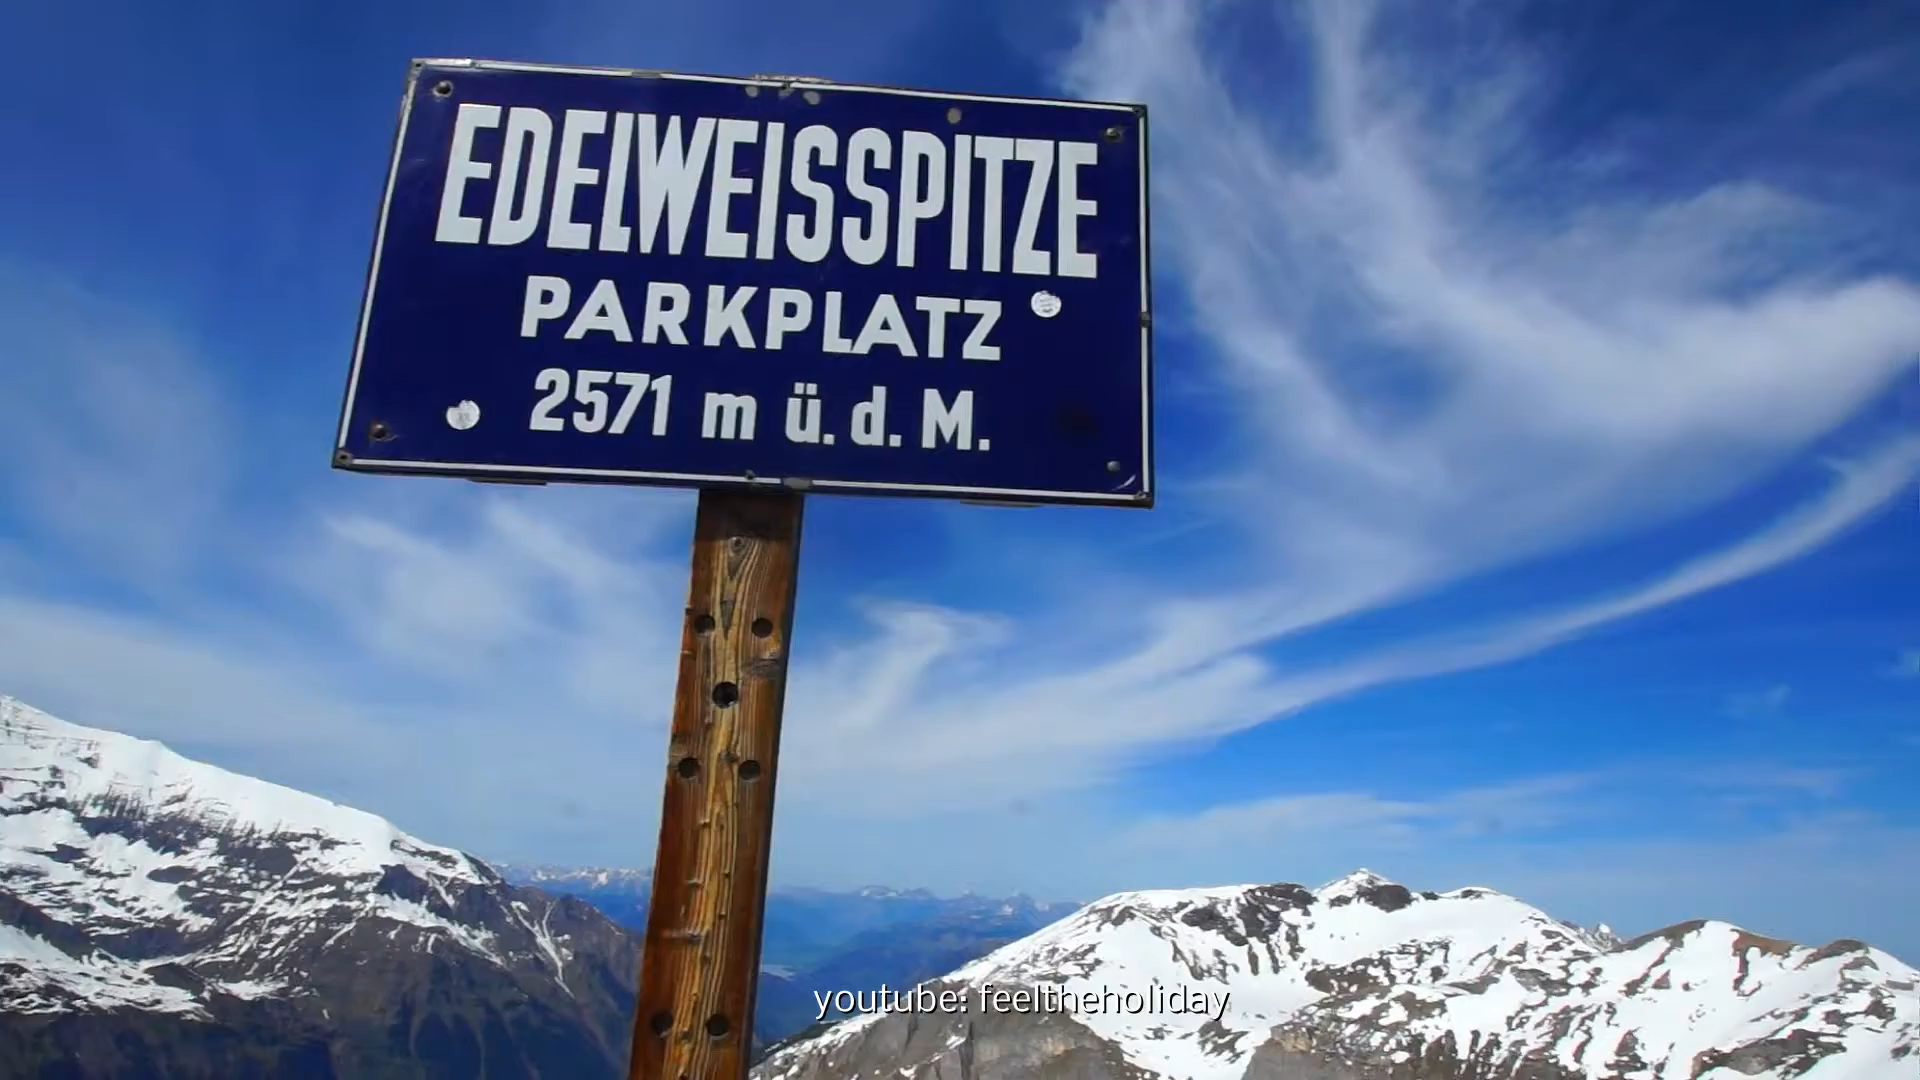 EDELWEISSPITZE
PARKPLATZ
2571 m ü. d. M.
youtube: feeltheholiday